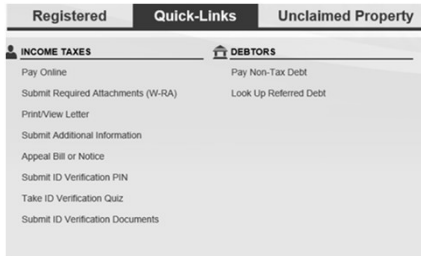 Registered Quick-Links Unclaimed Property
INCOME TAXES
Pay Online
Submit Required Attachments (W-RA)
Print/View Letter
Submit Additional Information
Appeal Bill or Notice
Submit ID Verification PIN
Take ID Verification Quiz
Submit ID Verification Documents
DEBTORS
Pay Non-Tax Debt
Look Up Referred Debt